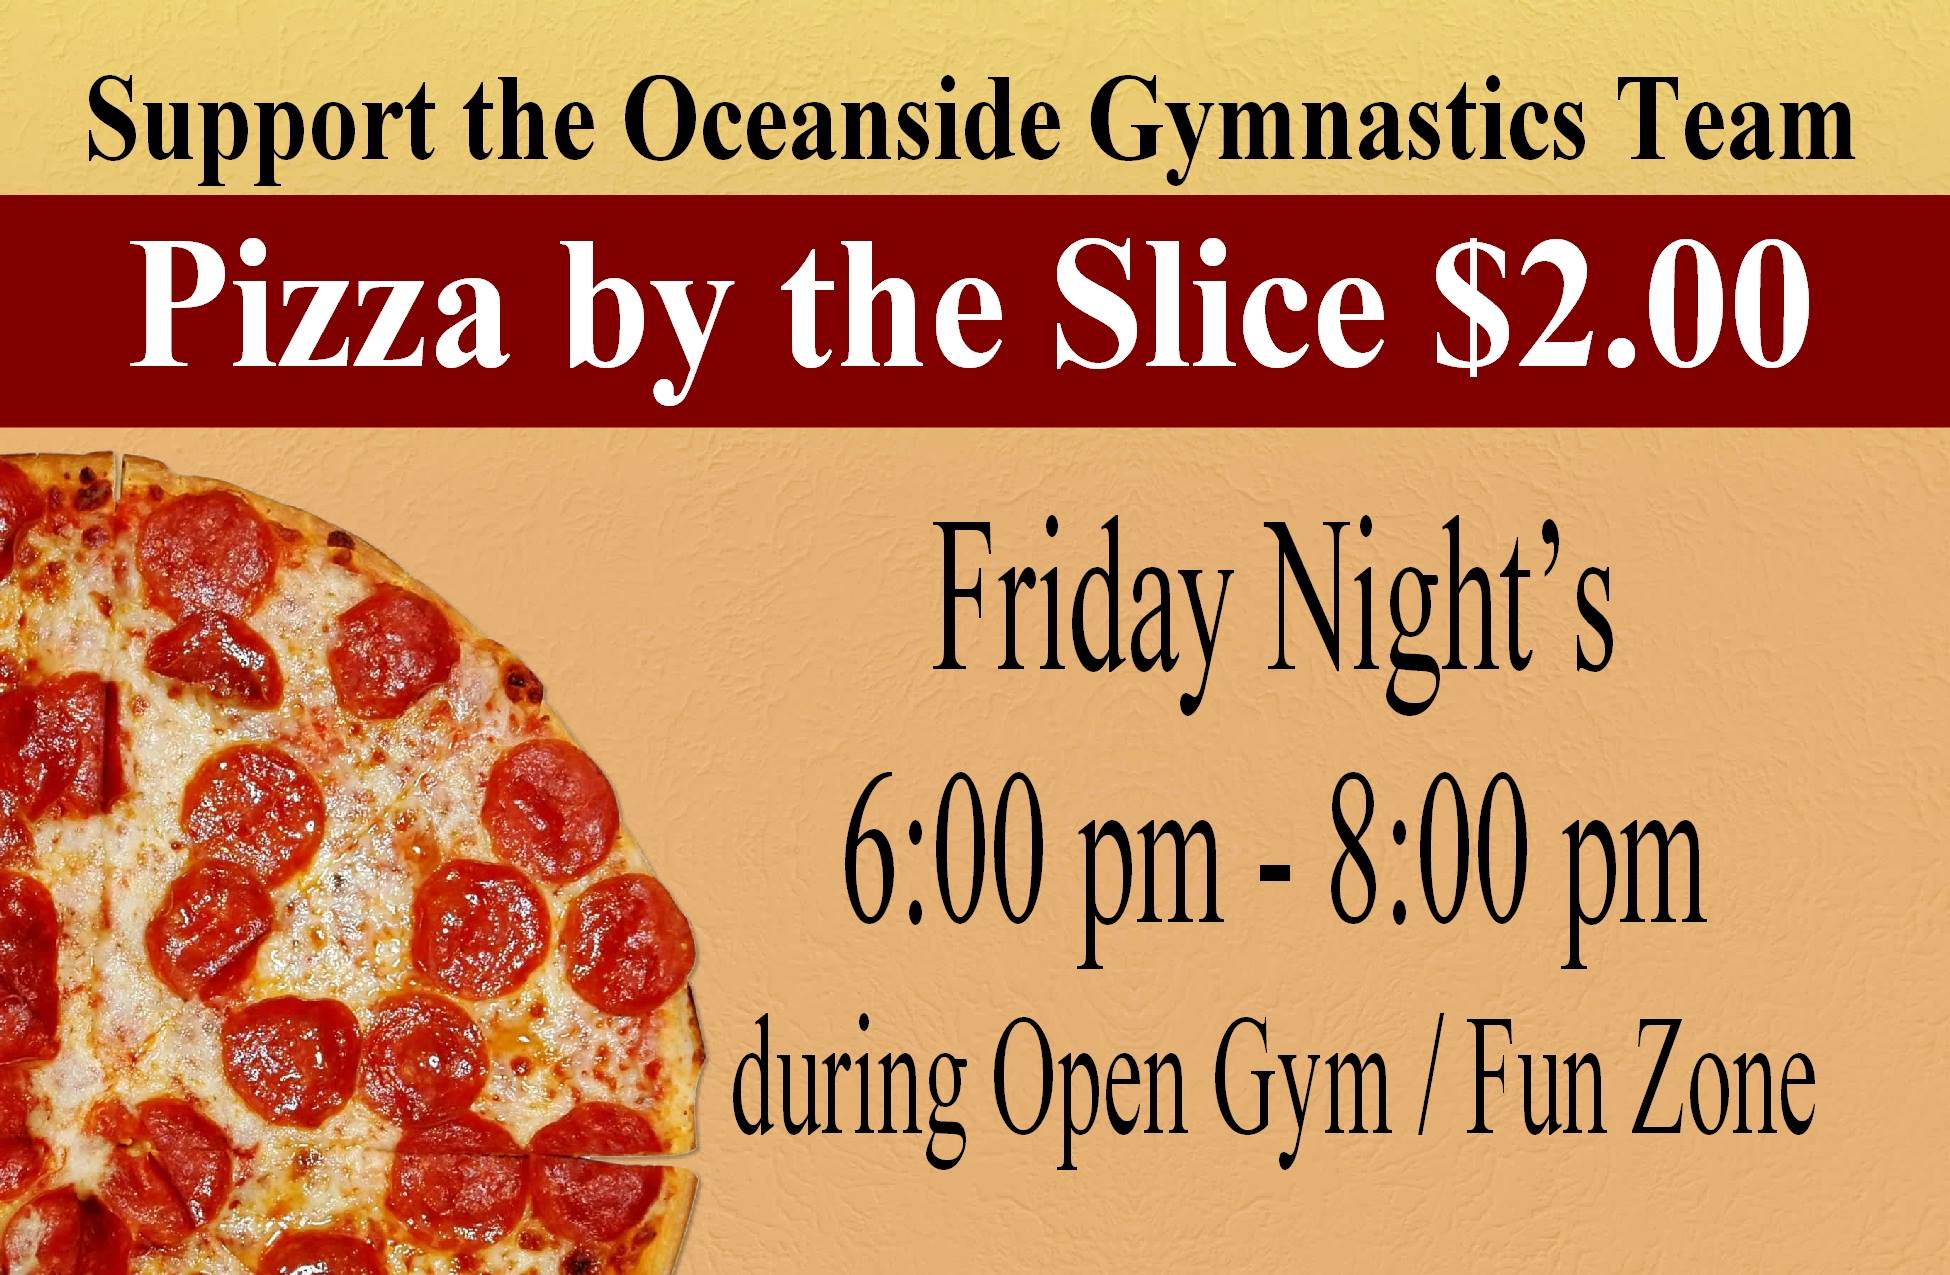 Support the Oceanside Gymnastics Team
Pizza by the Slice $2.00
Friday Night’s
6:00 pm - 8:00 pm
during Open Gym / Fun Zone